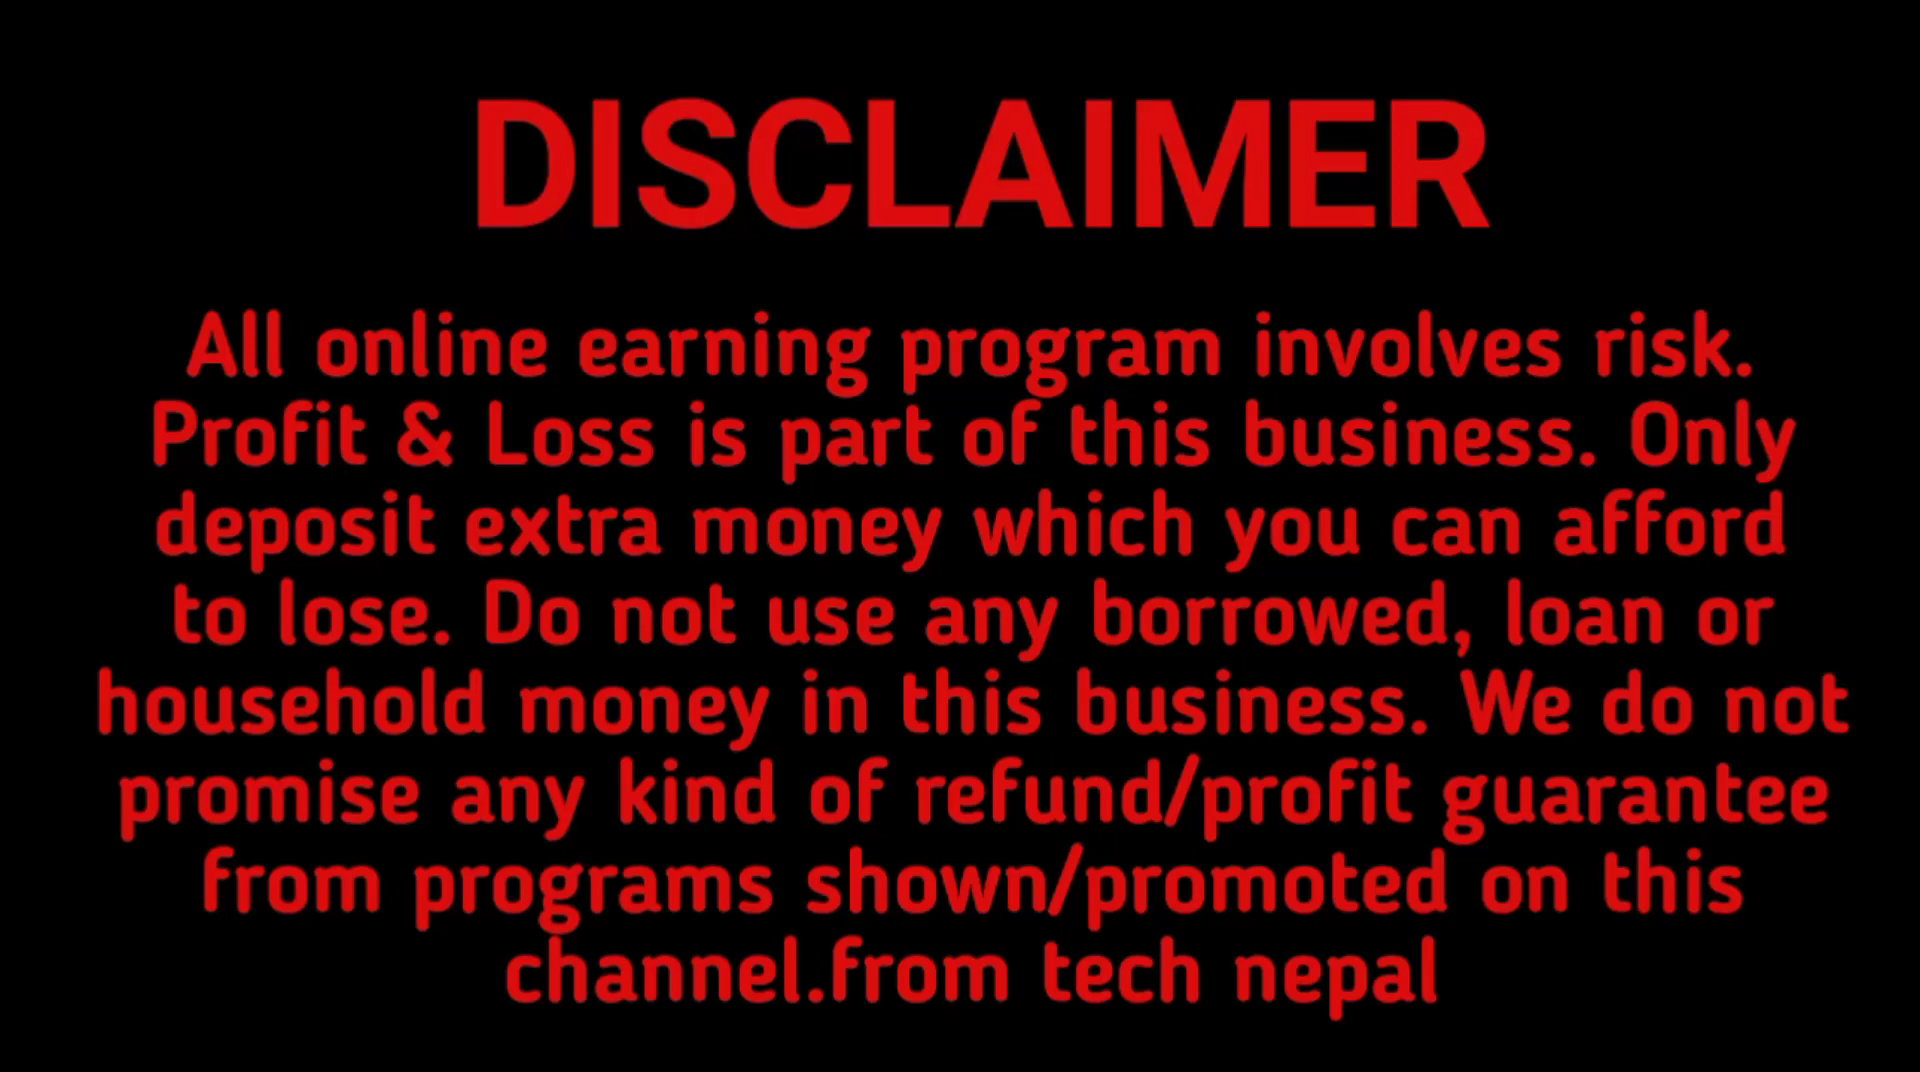 DISCLAIMER
All online earning program involves risk.
Profit & Loss is part of this business. Only
deposit extra money which you can afford
to lose. Do not use any borrowed, loan or
household money in this business. We do not
promise any kind of refund/profit guarantee
from programs shown/promoted on this
channel.from tech nepal